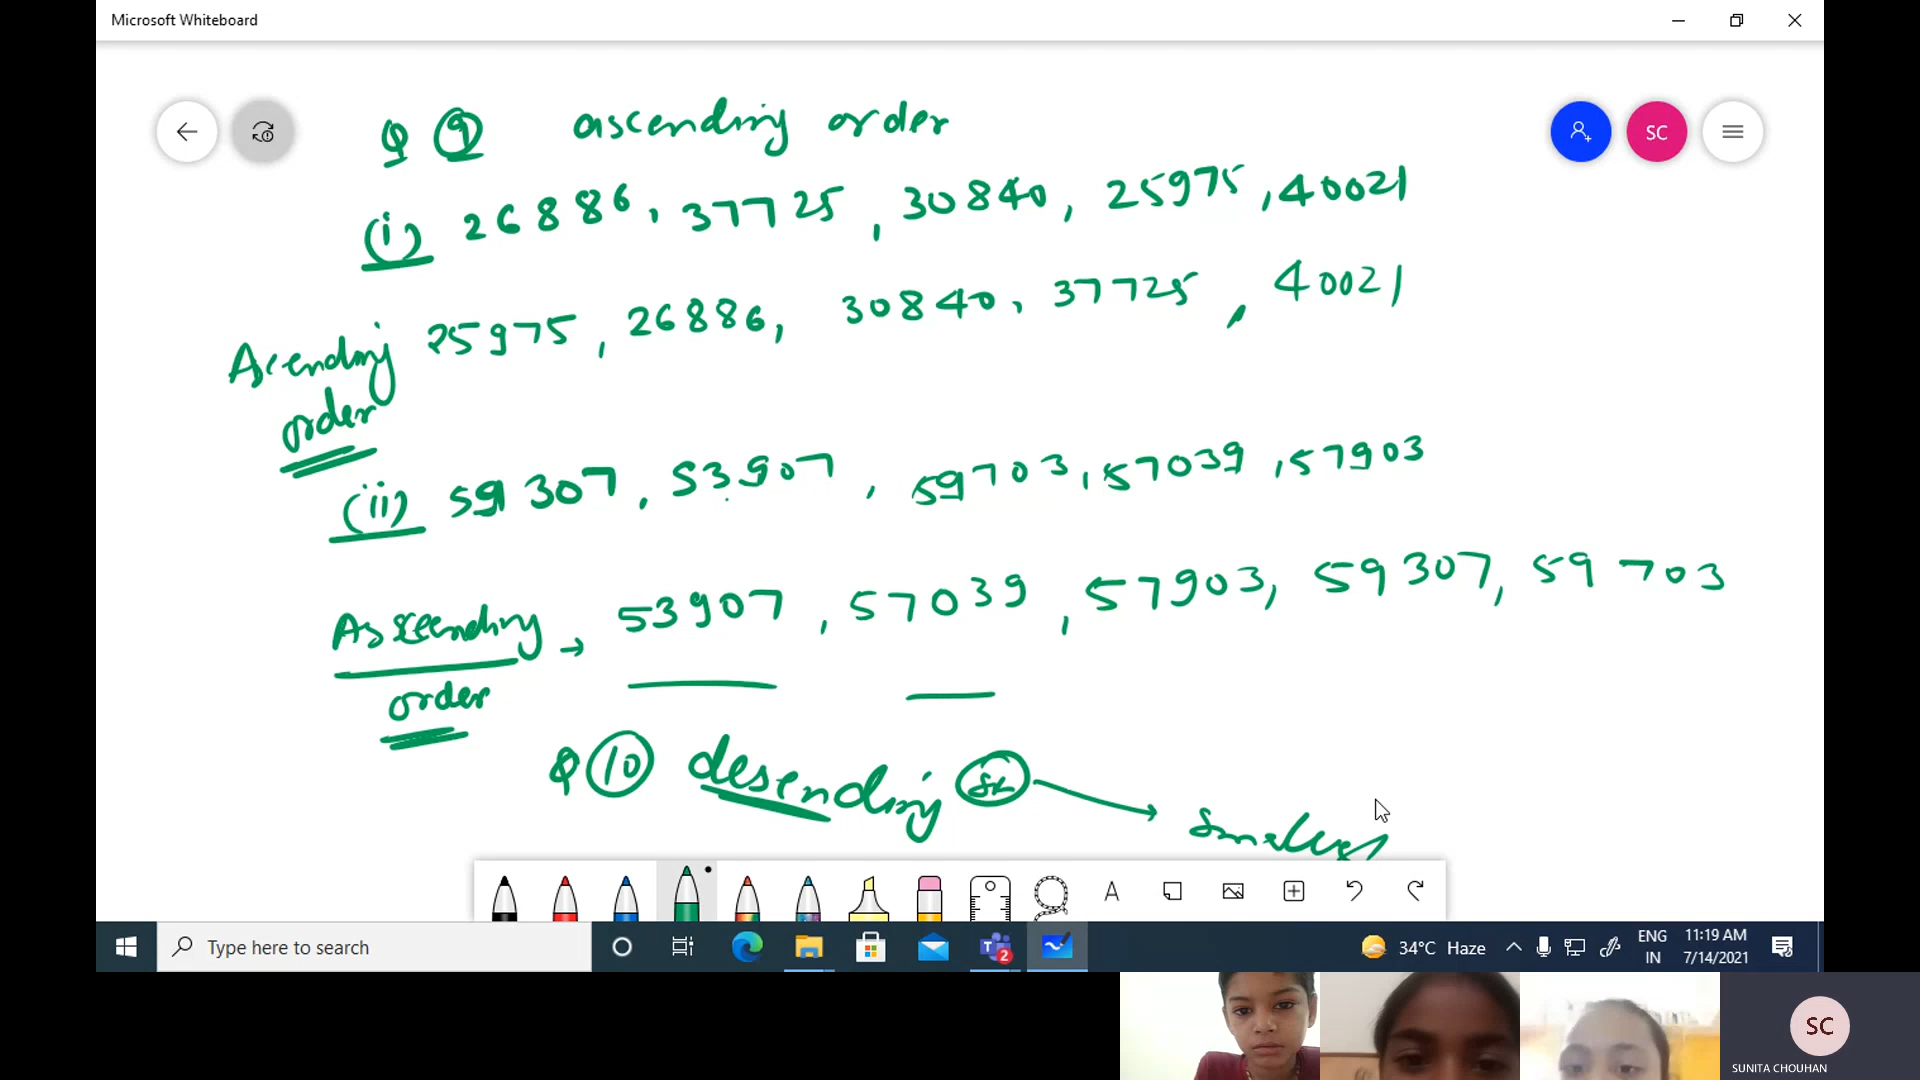 Microsoft Whiteboard
Q 9 ascending order
SC
(i) 26886, 37725, 30840, 25975, 40021
Acending order 25975, 26886, 30840, 37725, 40021
(ii) 59307, 53907, 59703, 57039, 57903
order → 53907, 57039, 57903, 59307, 59703
Q 10 desending
A
Type here to search
2
34°C Haze
ENG
IN
11:19 AM
7/14/2021
SC
SUNITA CHOUHAN